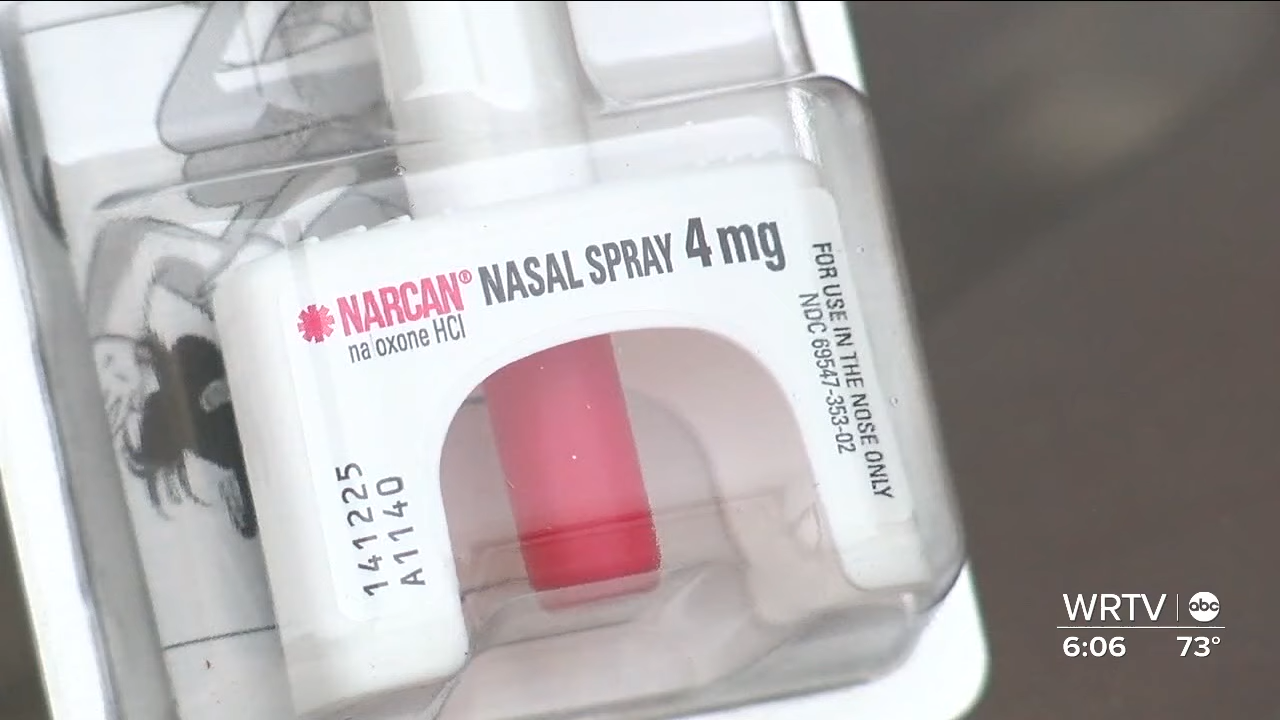 NARCAN® NASAL SPRAY 4 mg
naloxone HCl
FOR USE IN THE NOSE ONLY
NDC 69547-353-02
141225
A1140
WRTV abc
6:06 73°